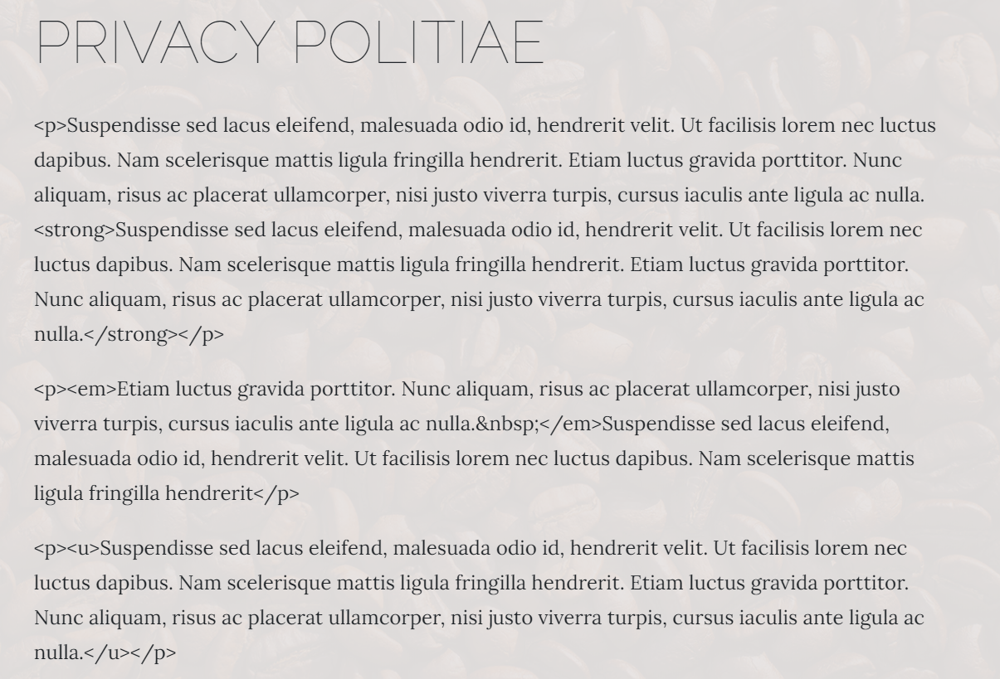 PRIVACY POLITIAE
<p>Suspendisse sed lacus eleifend, malesuada odio id, hendrerit velit. Ut facilisis lorem nec luctus
dapibus. Nam scelerisque mattis ligula fringilla hendrerit. Etiam luctus gravida porttitor. Nunc
aliquam, risus ac placerat ullamcorper, nisi justo viverra turpis, cursus iaculis ante ligula ac nulla.
<strong>Suspendisse sed lacus eleifend, malesuada odio id, hendrerit velit. Ut facilisis lorem nec
luctus dapibus. Nam scelerisque mattis ligula fringilla hendrerit. Etiam luctus gravida porttitor.
Nunc aliquam, risus ac placerat ullamcorper, nisi justo viverra turpis, cursus iaculis ante ligula ac
nulla.</strong></p>
<p><em>Etiam luctus gravida porttitor. Nunc aliquam, risus ac placerat ullamcorper, nisi justo
viverra turpis, cursus iaculis ante ligula ac nulla.&nbsp;</em>Suspendisse sed lacus eleifend,
malesuada odio id, hendrerit velit. Ut facilisis lorem nec luctus dapibus. Nam scelerisque mattis
ligula fringilla hendrerit</p>
<p><u>Suspendisse sed lacus eleifend, malesuada odio id, hendrerit velit. Ut facilisis lorem nec
luctus dapibus. Nam scelerisque mattis ligula fringilla hendrerit. Etiam luctus gravida porttitor.
Nunc aliquam, risus ac placerat ullamcorper, nisi justo viverra turpis, cursus iaculis ante ligula ac
nulla.</u></p>